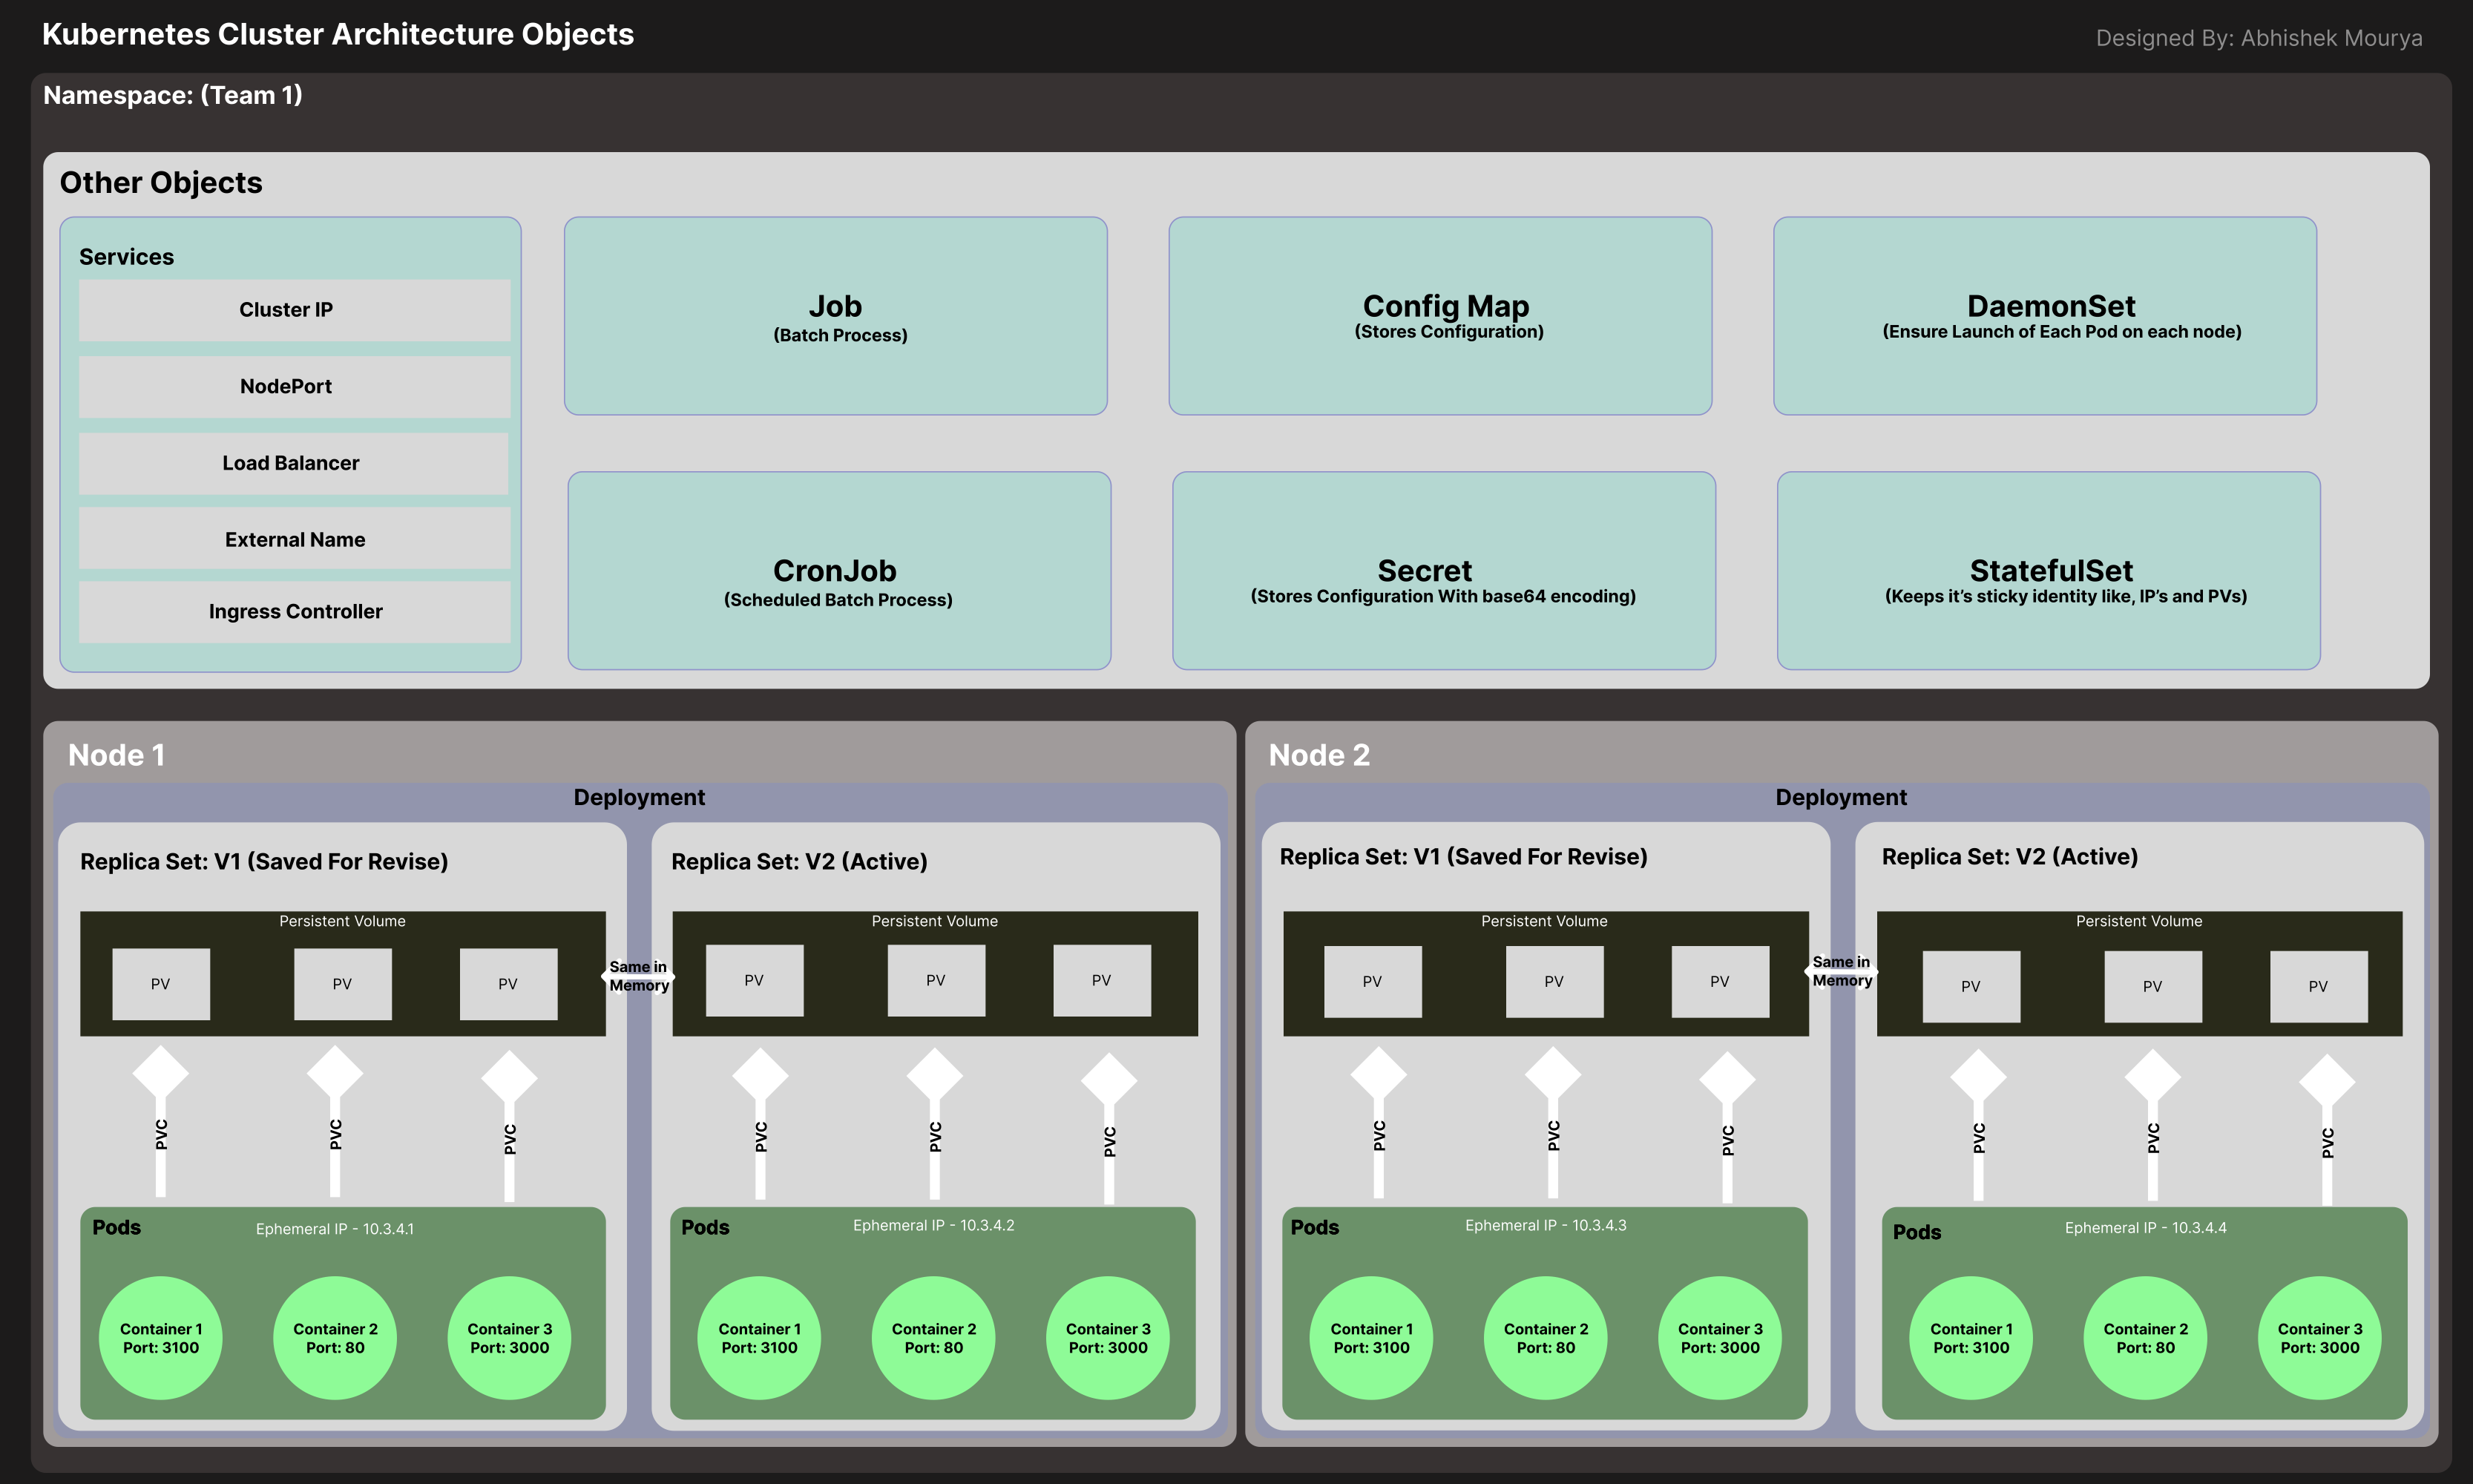 Kubernetes Cluster Architecture Objects
Designed By: Abhishek Mourya
Namespace: (Team 1)
Other Objects
Services
Cluster IP
NodePort
Load Balancer
External Name
Ingress Controller
Job
(Batch Process)
Config Map
(Stores Configuration)
DaemonSet
(Ensure Launch of Each Pod on each node)
CronJob
(Scheduled Batch Process)
Secret
(Stores Configuration With base64 encoding)
StatefulSet
(Keeps it’s sticky identity like, IP’s and PVs)
Node 1
Deployment
Replica Set: V1 (Saved For Revise)
Persistent Volume
PV
PV
PV
PVC
PVC
PVC
Pods
Ephemeral IP - 10.3.4.1
Container 1
Port: 3100
Container 2
Port: 80
Container 3
Port: 3000
Same in
Memory
Replica Set: V2 (Active)
Persistent Volume
PV
PV
PV
PVC
PVC
PVC
Pods
Ephemeral IP - 10.3.4.2
Container 1
Port: 3100
Container 2
Port: 80
Container 3
Port: 3000
Node 2
Deployment
Replica Set: V1 (Saved For Revise)
Persistent Volume
PV
PV
PV
PVC
PVC
PVC
Pods
Ephemeral IP - 10.3.4.3
Container 1
Port: 3100
Container 2
Port: 80
Container 3
Port: 3000
Same in
Memory
Replica Set: V2 (Active)
Persistent Volume
PV
PV
PV
PVC
PVC
PVC
Pods
Ephemeral IP - 10.3.4.4
Container 1
Port: 3100
Container 2
Port: 80
Container 3
Port: 3000